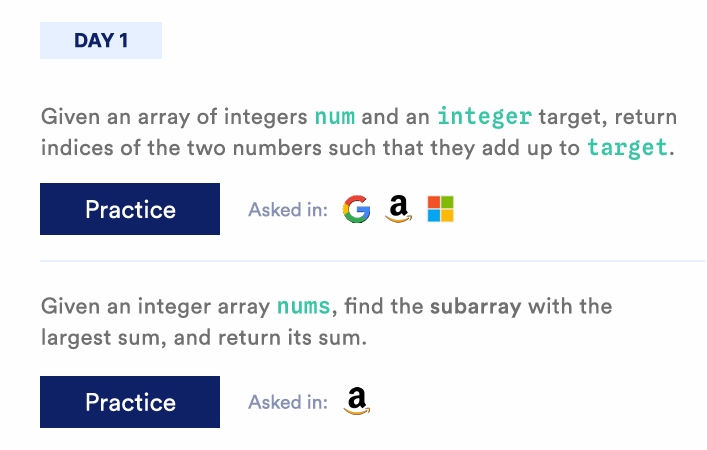 DAY 1
Given an array of integers num and an integer target, return
indices of the two numbers such that they add up to target.
Practice
Asked in:
Given an integer array nums, find the subarray with the
largest sum, and return its sum.
Practice
Asked in: